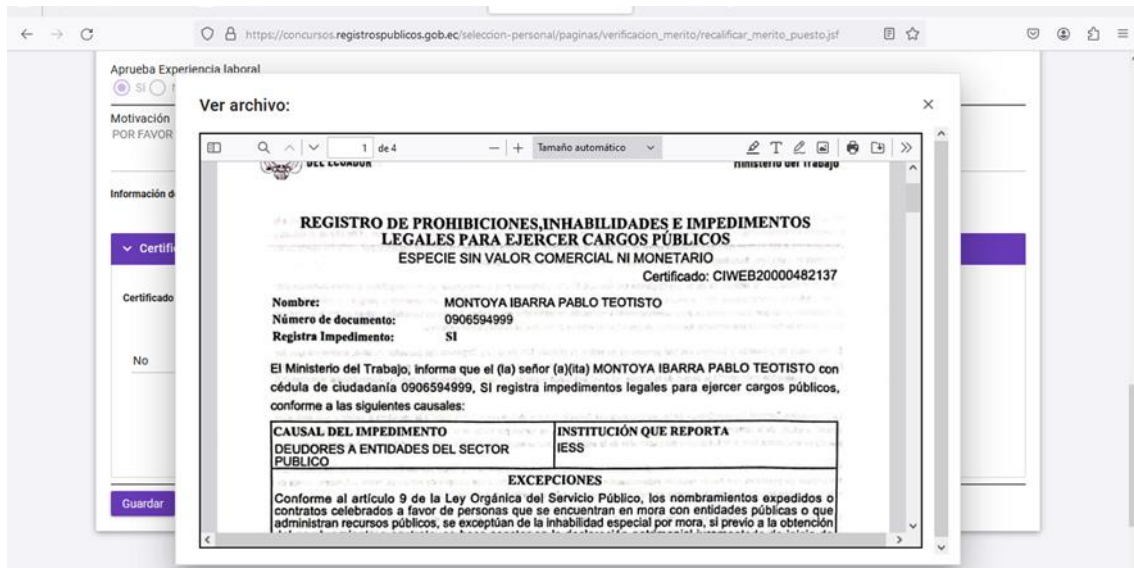 https://concursos.registrospublicos.gob.ec/seleccion-personal/paginas/verificacion_merito/recalificar_merito_puesto.jsf
Aprueba Experiencia laboral
Sí
Motivación
POR FAVOR
Información d
Certifi
Certificado
No
Guardar
Ver archivo:
1 de 4
Tamaño automático
DEL ECUADOR
Ministerio del Trabajo
REGISTRO DE PROHIBICIONES,INHABILIDADES E IMPEDIMENTOS
LEGALES PARA EJERCER CARGOS PÚBLICOS
ESPECIE SIN VALOR COMERCIAL NI MONETARIO
Certificado: CIWEB20000482137
Nombre: MONTOYA IBARRA PABLO TEOTISTO
Número de documento: 0906594999
Registra Impedimento: SI
El Ministerio del Trabajo, informa que el (la) señor (a)(ita) MONTOYA IBARRA PABLO TEOTISTO con
cédula de ciudadanía 0906594999, SI registra impedimentos legales para ejercer cargos públicos,
conforme a las siguientes causales:
CAUSAL DEL IMPEDIMENTO
DEUDORES A ENTIDADES DEL SECTOR
PUBLICO
INSTITUCIÓN QUE REPORTA
IESS
EXCEPCIONES
Conforme al artículo 9 de la Ley Orgánica del Servicio Público, los nombramientos expedidos o
contratos celebrados a favor de personas que se encuentran en mora con entidades públicas o que
administran recursos públicos, se exceptúan de la inhabilidad especial por mora, si previo a la obtención